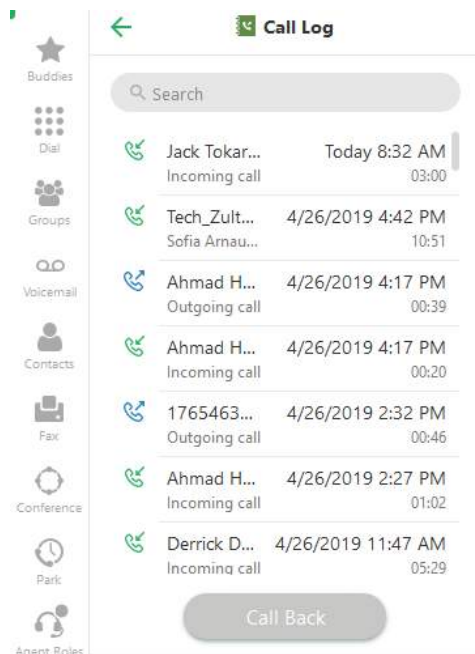 Call Log
Buddies
Dial
Groups
Voicemail
Contacts
Fax
Conference
Park
Agent Roles
Search
Jack Tokar... Today 8:32 AM
Incoming call 03:00
Tech_Zult... 4/26/2019 4:42 PM
Sofia Arnau... 10:51
Ahmad H... 4/26/2019 4:17 PM
Outgoing call 00:39
Ahmad H... 4/26/2019 4:17 PM
Incoming call 00:20
1765463... 4/26/2019 2:32 PM
Outgoing call 00:46
Ahmad H... 4/26/2019 2:27 PM
Incoming call 01:02
Derrick D... 4/26/2019 11:47 AM
Incoming call 05:29
Call Back